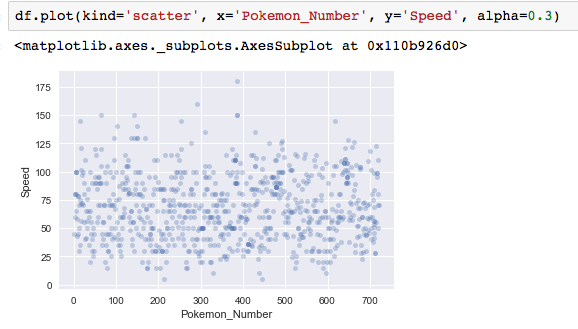 df.plot(kind='scatter', x='Pokemon_Number', y='Speed', alpha=0.3)
<matplotlib.axes._subplots.AxesSubplot at 0x110b926d0>
175
150
125
100
75
50
25
0
Speed
0 100 200 300 400 500 600 700
Pokemon_Number